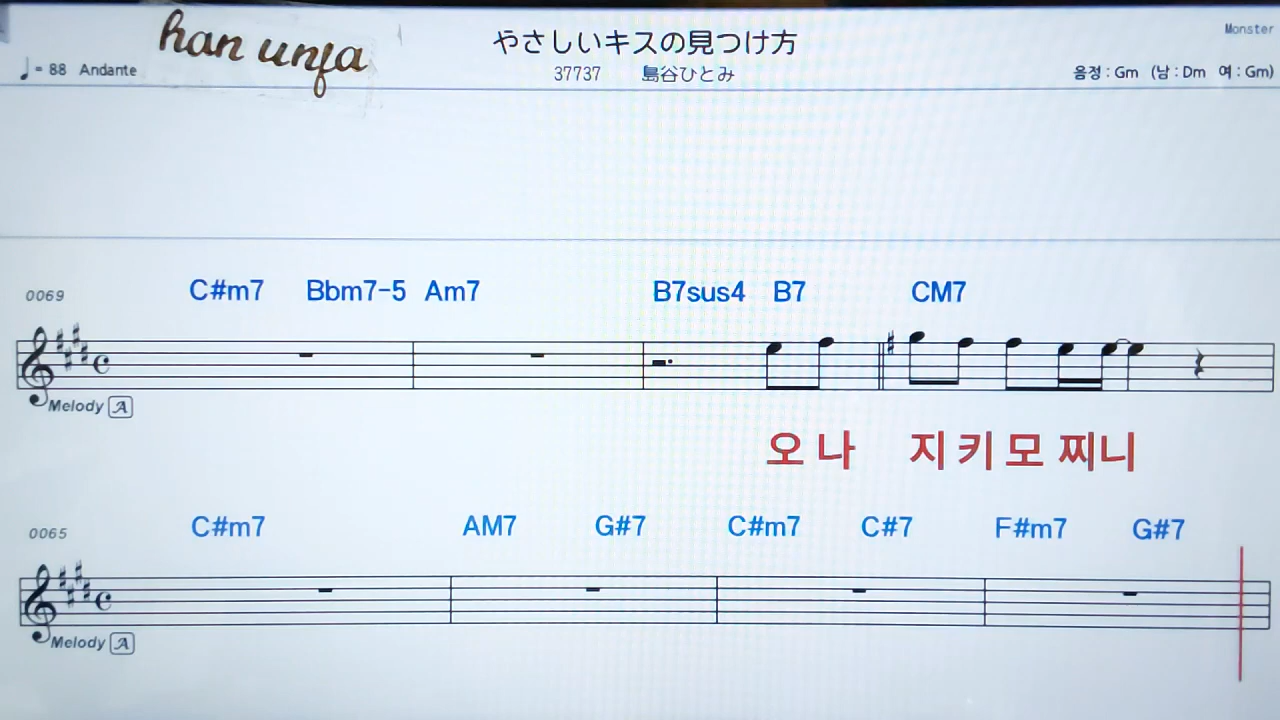 han unfa
やさしいキスの見つけ方
Monster
♩= 88 Andante
37737 島谷ひとみ
음정 : Gm (남 : Dm 여 : Gm)
0069
C#m7 Bbm7-5 Am7 B7sus4 B7 CM7
Melody A
오 나 지 키 모 찌 니
0065
C#m7 AM7 G#7 C#m7 C#7 F#m7 G#7
Melody A